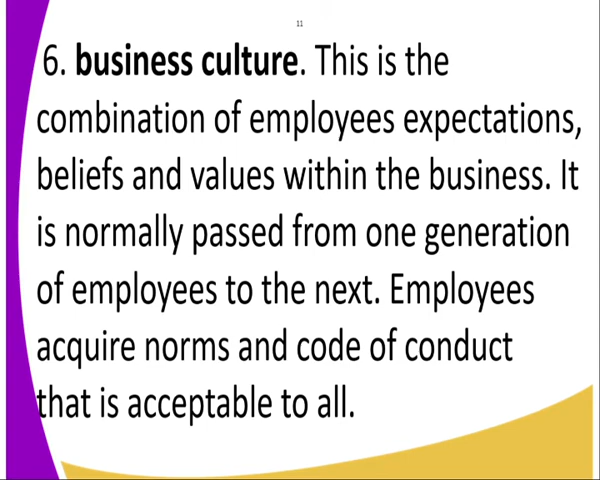 11
6. business culture. This is the
combination of employees expectations,
beliefs and values within the business. It
is normally passed from one generation
of employees to the next. Employees
acquire norms and code of conduct
that is acceptable to all.